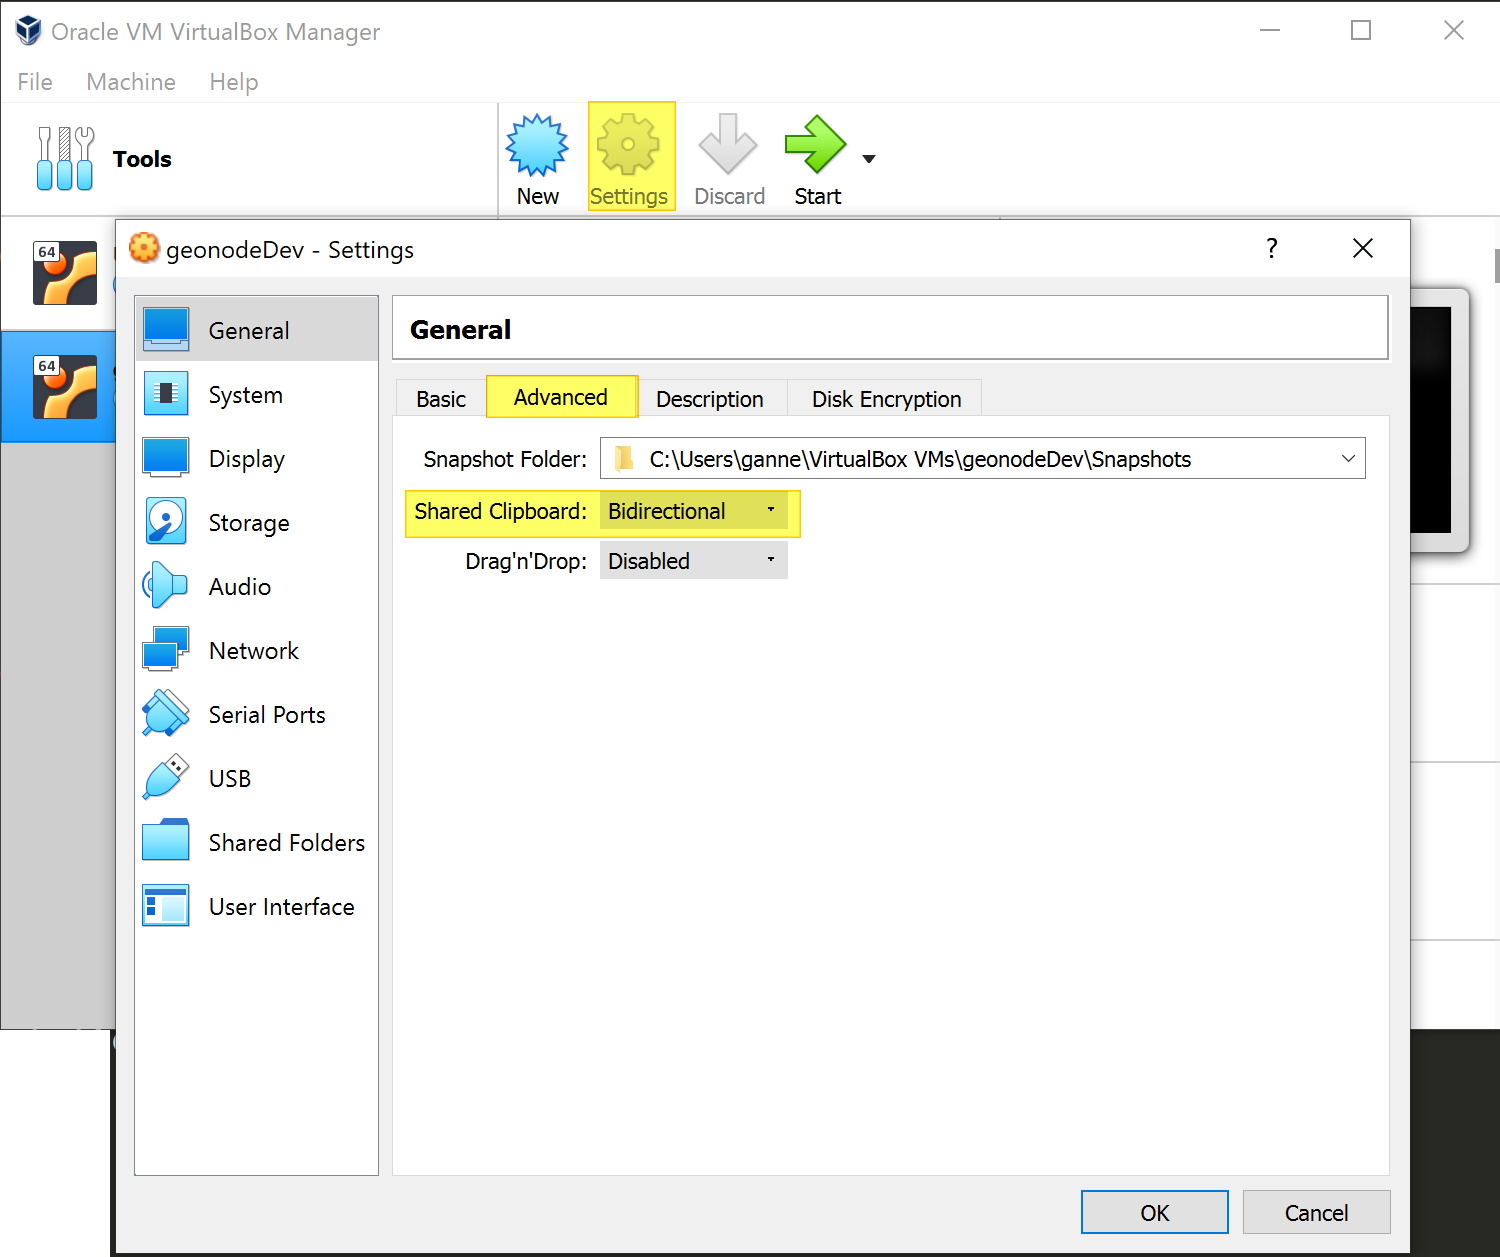 Oracle VM VirtualBox Manager
File Machine Help
Tools
New Settings Discard Start
64
64
geonodeDev - Settings
?
General
System
Display
Storage
Audio
Network
Serial Ports
USB
Shared Folders
User Interface
General
Basic Advanced Description Disk Encryption
Snapshot Folder: C:\Users\ganne\VirtualBox VMs\geonodeDev\Snapshots
Shared Clipboard: Bidirectional
Drag'n'Drop: Disabled
OK Cancel